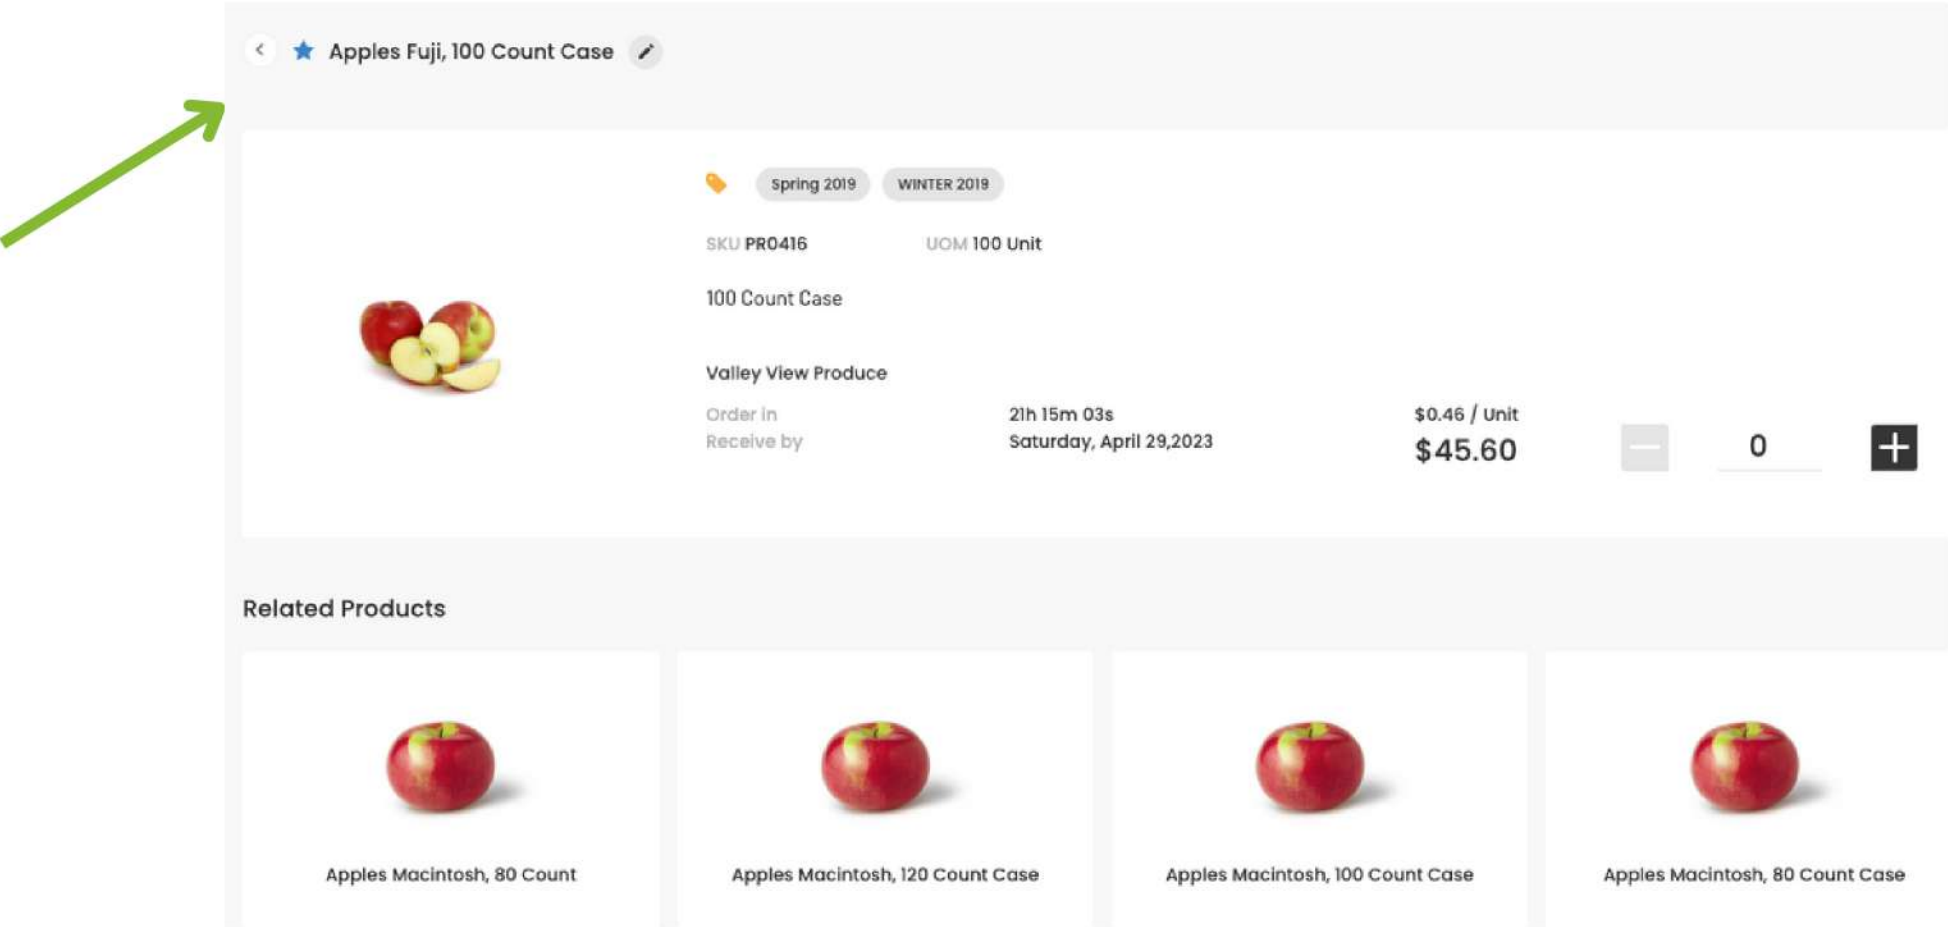 Apples Fuji, 100 Count Case
Spring 2019 WINTER 2019
SKU PR0416 UOM 100 Unit
100 Count Case
Valley View Produce
Order in 21h 15m 03s $0.46 / Unit
Receive by Saturday, April 29,2023 $45.60 0
Related Products
Apples Macintosh, 80 Count Apples Macintosh, 120 Count Case Apples Macintosh, 100 Count Case Apples Macintosh, 80 Count Case